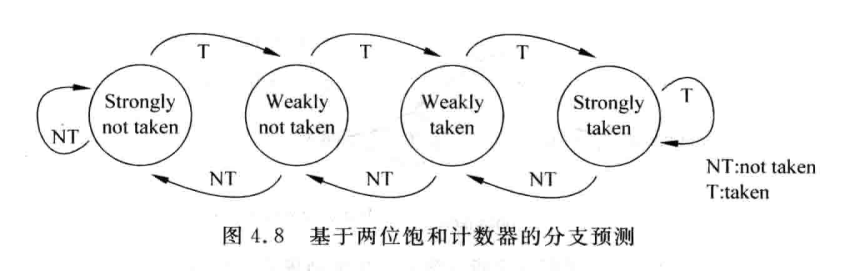 T
T
T
Strongly
not taken
Weakly
not taken
Weakly
taken
Strongly
taken
T
NT
NT
NT
NT
NT:not taken
T:taken
图 4.8 基于两位饱和计数器的分支预测